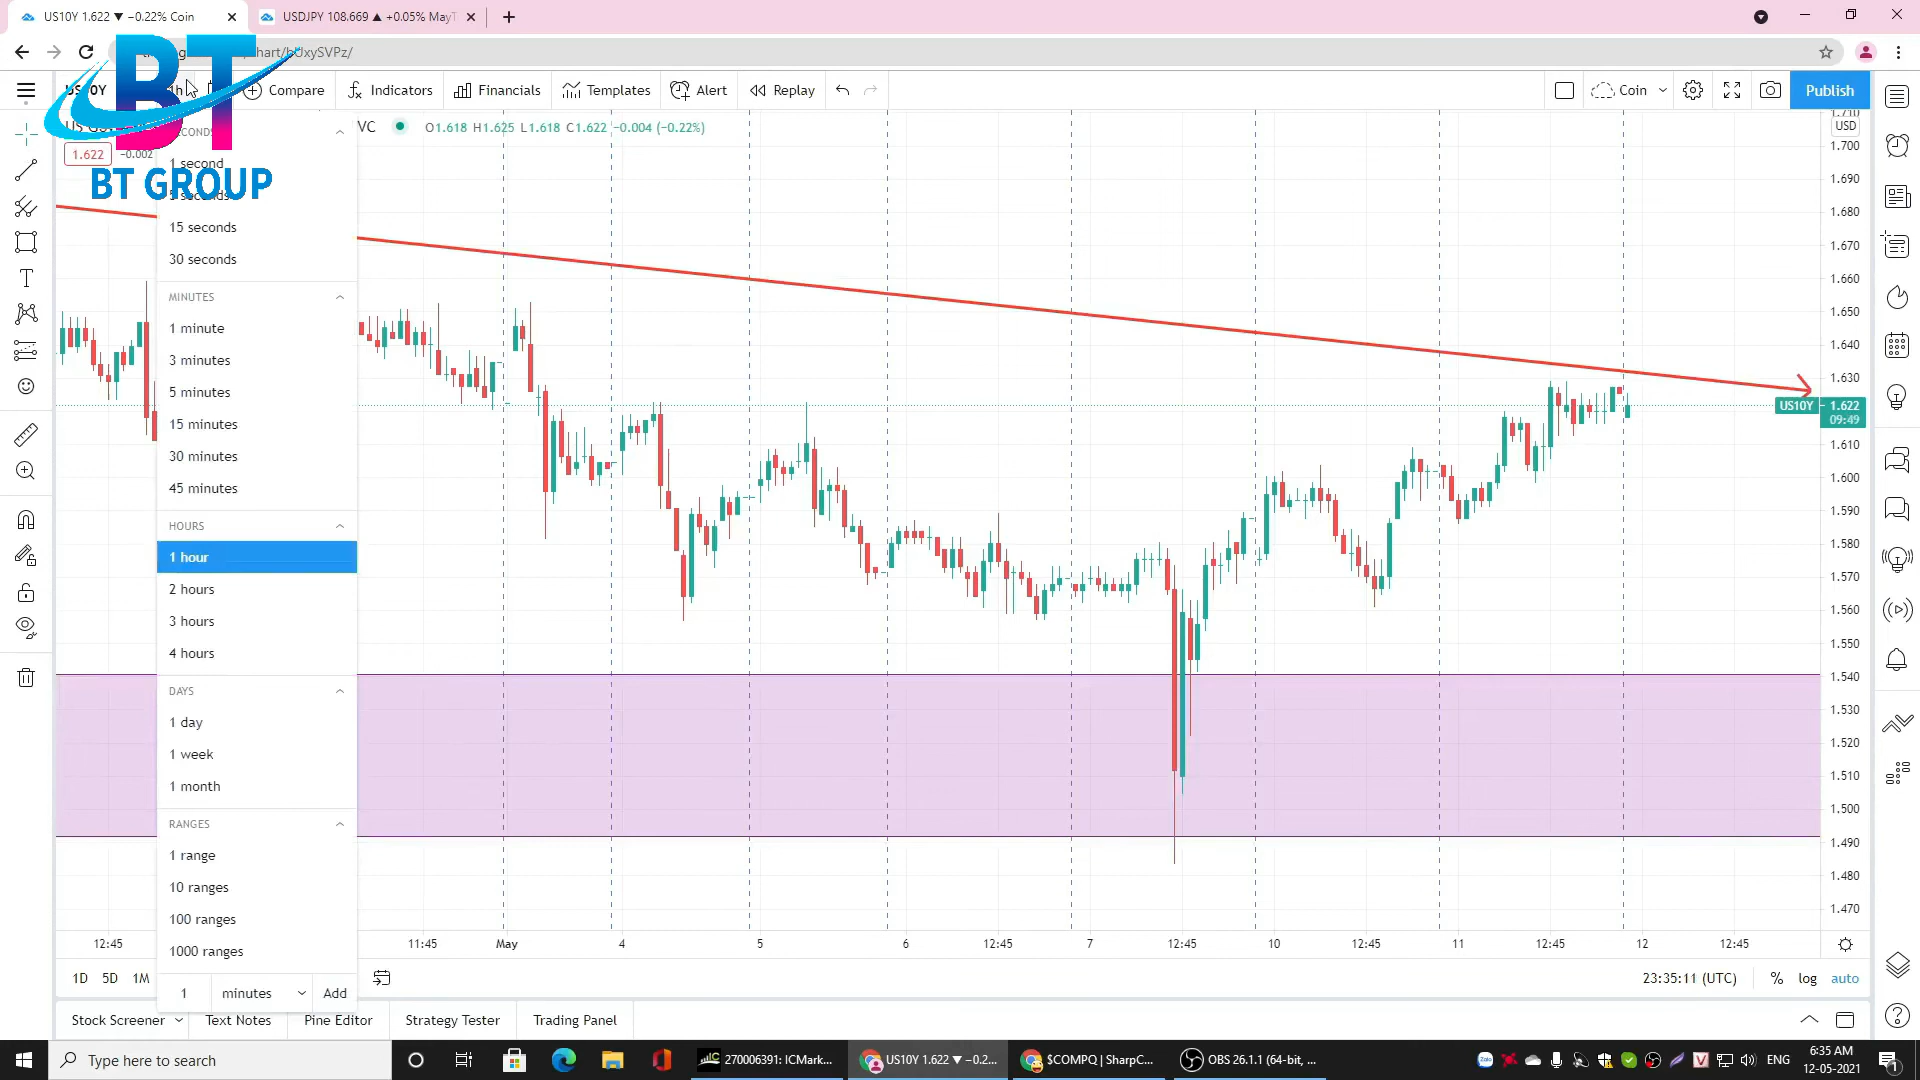 US10Y 1.622 ▼ −0.22% Coin
USDJPY 108.669 ▲ +0.05% MayT
hart/bUxySVPz/
1h
Compare
Indicators
Financials
Templates
Alert
Replay
Coin
Publish
BT
BT GROUP
VC
O1.618 H1.625 L1.618 C1.622 −0.004 (−0.22%)
1.622
−0.002
1 second
15 seconds
30 seconds
MINUTES
1 minute
3 minutes
5 minutes
15 minutes
30 minutes
45 minutes
HOURS
1 hour
2 hours
3 hours
4 hours
DAYS
1 day
1 week
1 month
RANGES
1 range
10 ranges
100 ranges
1000 ranges
1 minutes Add
USD
1.700
1.690
1.680
1.670
1.660
1.650
1.640
1.630
US10Y 1.622
09:49
1.610
1.600
1.590
1.580
1.570
1.560
1.550
1.540
1.530
1.520
1.510
1.500
1.490
1.480
1.470
12:45 11:45 May 4 5 6 12:45 7 12:45 10 12:45 11 12:45 12 12:45
1D 5D 1M
23:35:11 (UTC) % log auto
Stock Screener Text Notes Pine Editor Strategy Tester Trading Panel
Type here to search
270006391: ICMark...
US10Y 1.622 ▼ −0.2...
$COMPQ | SharpC...
OBS 26.1.1 (64-bit, ...
ENG
6:35 AM
12-05-2021